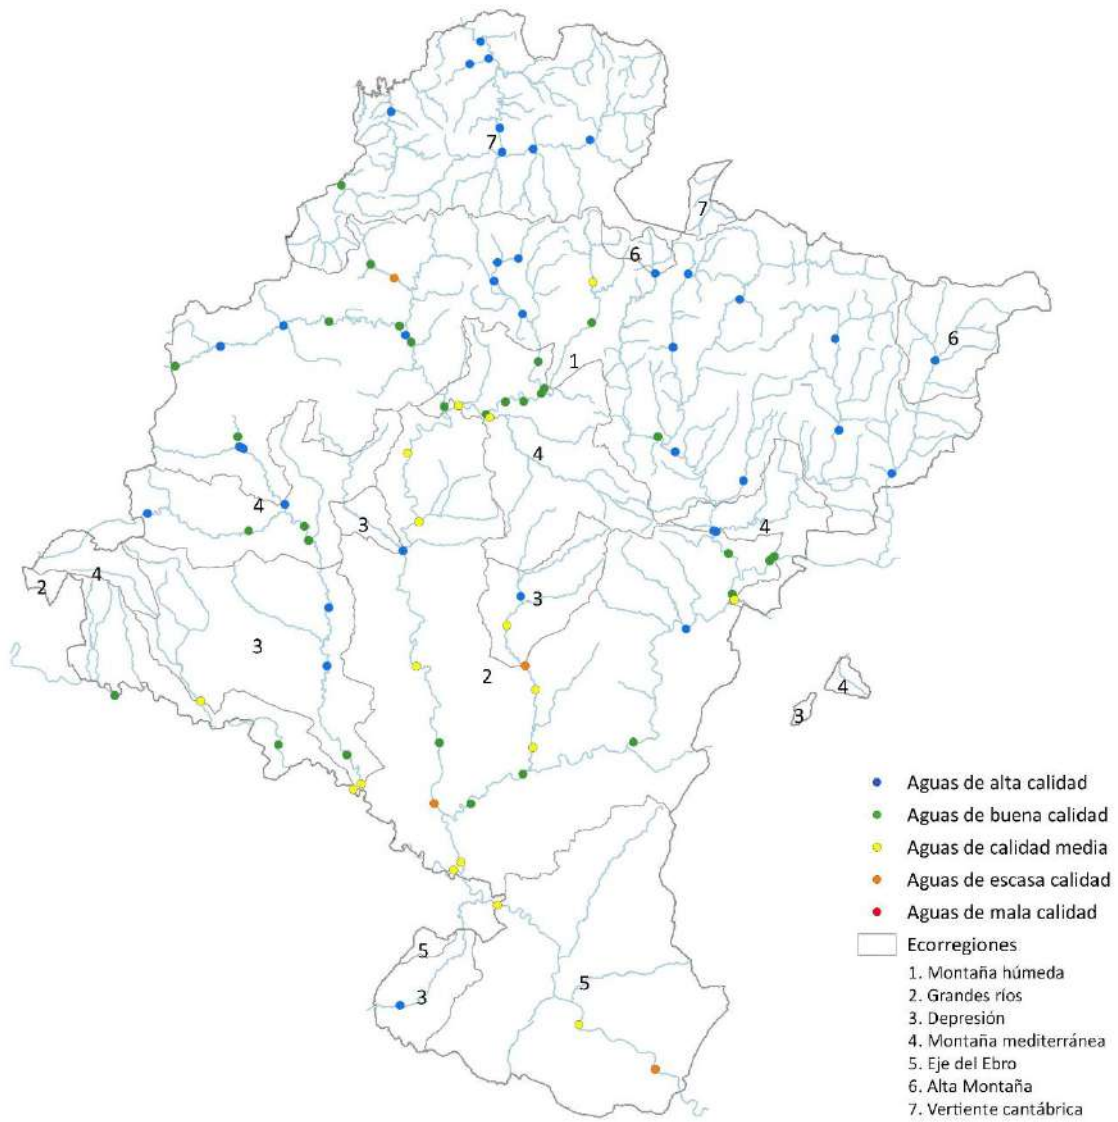 7
7
6
6
1
4
4
3
4
2
4
3
3
2
4
3
5
3
5
Aguas de alta calidad
Aguas de buena calidad
Aguas de calidad media
Aguas de escasa calidad
Aguas de mala calidad
Ecorregiones
1. Montaña húmeda
2. Grandes ríos
3. Depresión
4. Montaña mediterránea
5. Eje del Ebro
6. Alta Montaña
7. Vertiente cantábrica